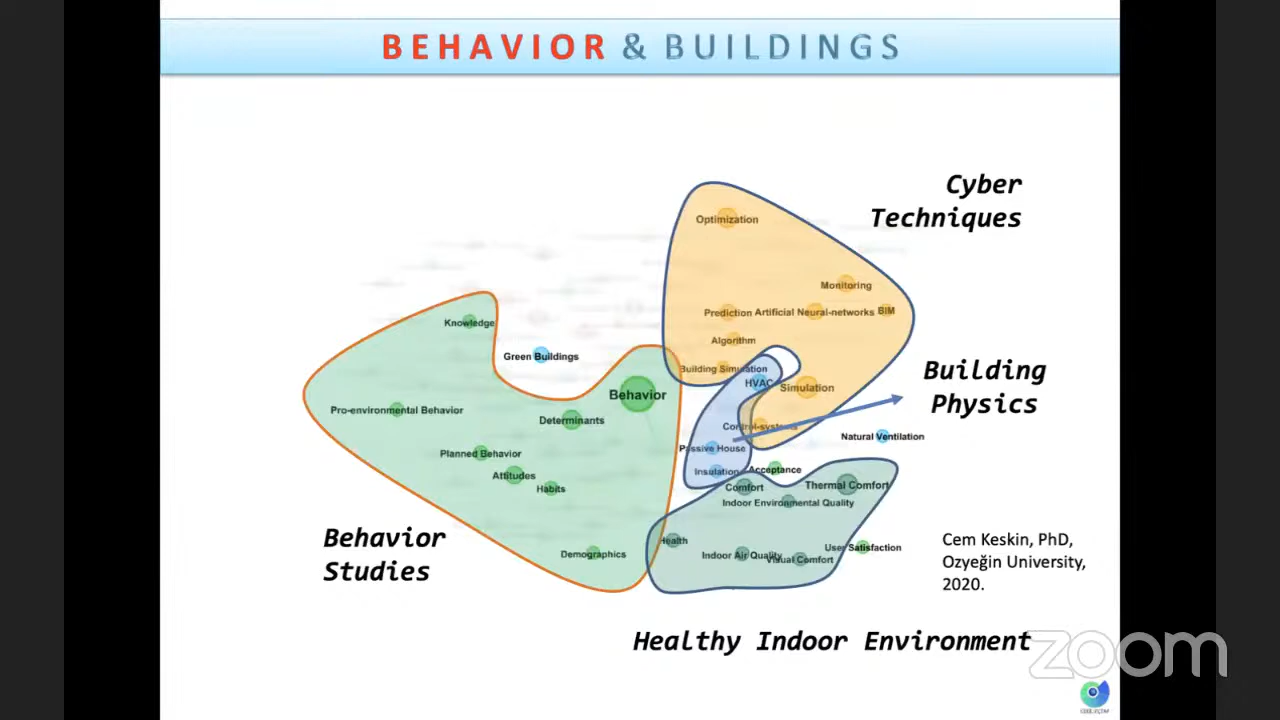 BEHAVIOR & BUILDINGS
Cyber
Techniques
Optimization
Monitoring
Prediction
Artificial Neural-networks
BIM
Algorithm
Building Simulation
HVAC
Simulation
Control-systems
Building
Physics
Knowledge
Green Buildings
Behavior
Pro-environmental Behavior
Determinants
Planned Behavior
Attitudes
Habits
Demographics
Passive House
Natural Ventilation
Insulation
Acceptance
Comfort
Thermal Comfort
Indoor Environmental Quality
Health
Indoor Air Quality
Visual Comfort
User Satisfaction
Behavior
Studies
Cem Keskin, PhD,
Ozyeğin University,
2020.
Healthy Indoor Environment
zoom